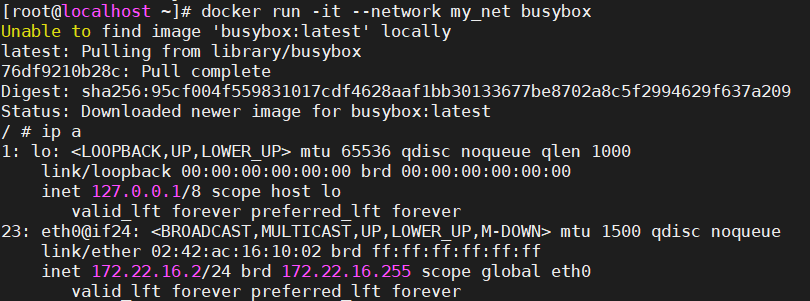 [root@localhost ~]# docker run -it --network my_net busybox
Unable to find image 'busybox:latest' locally
latest: Pulling from library/busybox
76df9210b28c: Pull complete
Digest: sha256:95cf004f559831017cdf4628aaf1bb30133677be8702a8c5f2994629f637a209
Status: Downloaded newer image for busybox:latest
/ # ip a
1: lo: <LOOPBACK,UP,LOWER_UP> mtu 65536 qdisc noqueue qlen 1000
    link/loopback 00:00:00:00:00:00 brd 00:00:00:00:00:00
    inet 127.0.0.1/8 scope host lo
       valid_lft forever preferred_lft forever
23: eth0@if24: <BROADCAST,MULTICAST,UP,LOWER_UP,M-DOWN> mtu 1500 qdisc noqueue
    link/ether 02:42:ac:16:10:02 brd ff:ff:ff:ff:ff:ff
    inet 172.22.16.2/24 brd 172.22.16.255 scope global eth0
       valid_lft forever preferred_lft forever